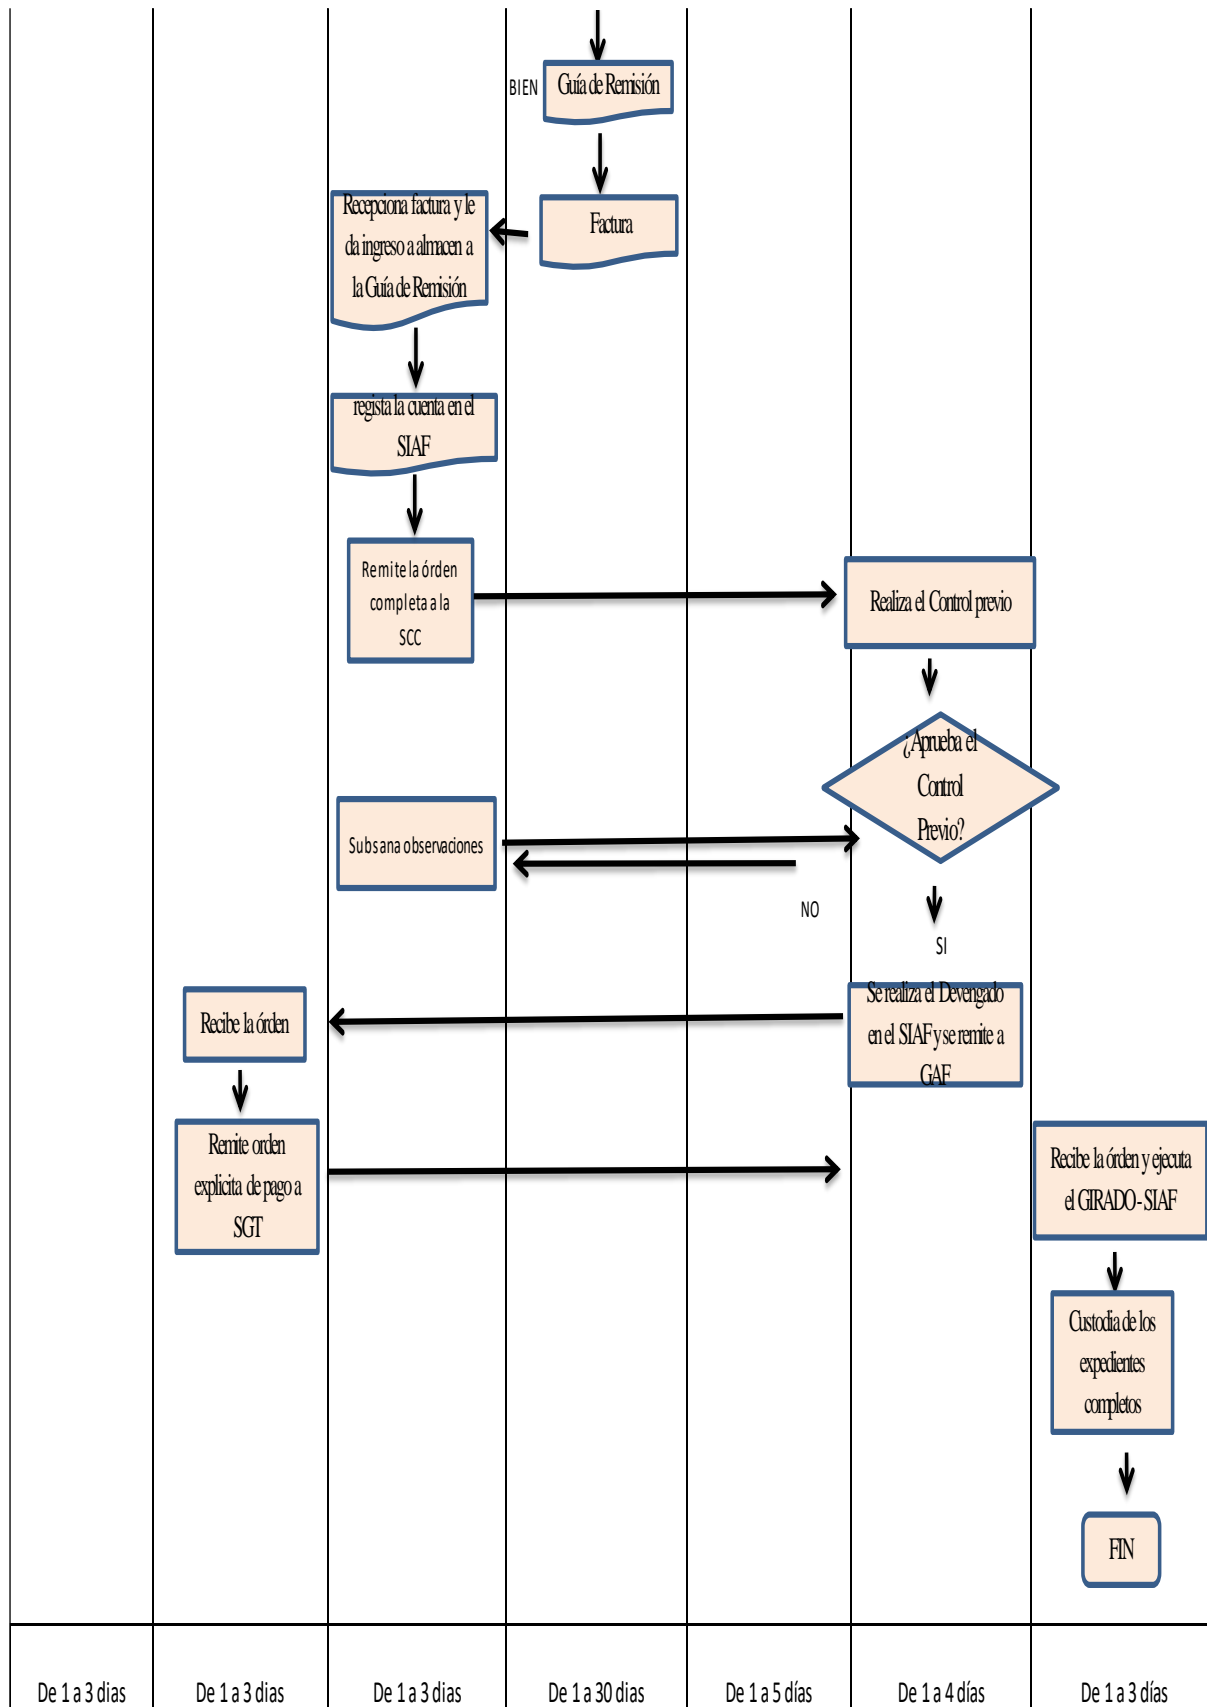 BIEN
Guía de Remisión
Factura
Recepciona factura y le
da ingreso a almacen a
la Guía de Remisión
regista la cuenta en el
SIAF
Remite la órden
completa a la
SCC
Realiza el Control previo
¿Aprueba el
Control
Previo?
Subsana observaciones
NO
SI
Se realiza el Devengado
en el SIAF y se remite a
GAF
Recibe la órden
Remite orden
explicita de pago a
SGT
Recibe la órden y ejecuta
el GIRADO - SIAF
Custodia de los
expedientes
completos
FIN
De 1 a 3 dias
De 1 a 3 dias
De 1 a 3 dias
De 1 a 30 dias
De 1 a 5 días
De 1 a 4 días
De 1 a 3 días